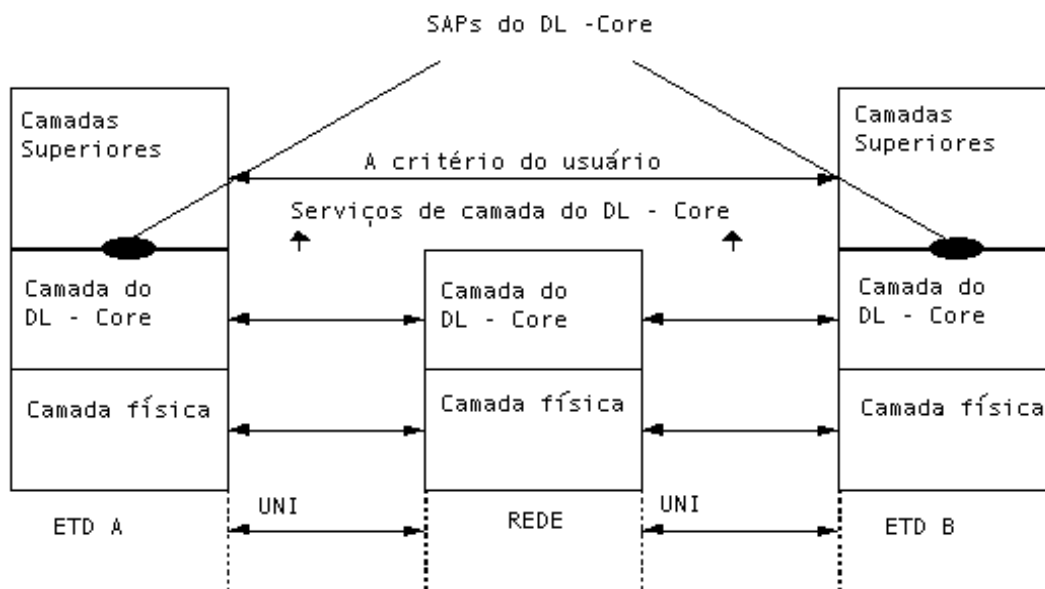 SAPs do DL -Core
Camadas
Superiores
Camadas
Superiores
A critério do usuário
Serviços de camada do DL - Core
Camada do
DL - Core
Camada do
DL - Core
Camada do
DL - Core
Camada física
Camada física
Camada física
UNI
UNI
ETD A
REDE
ETD B